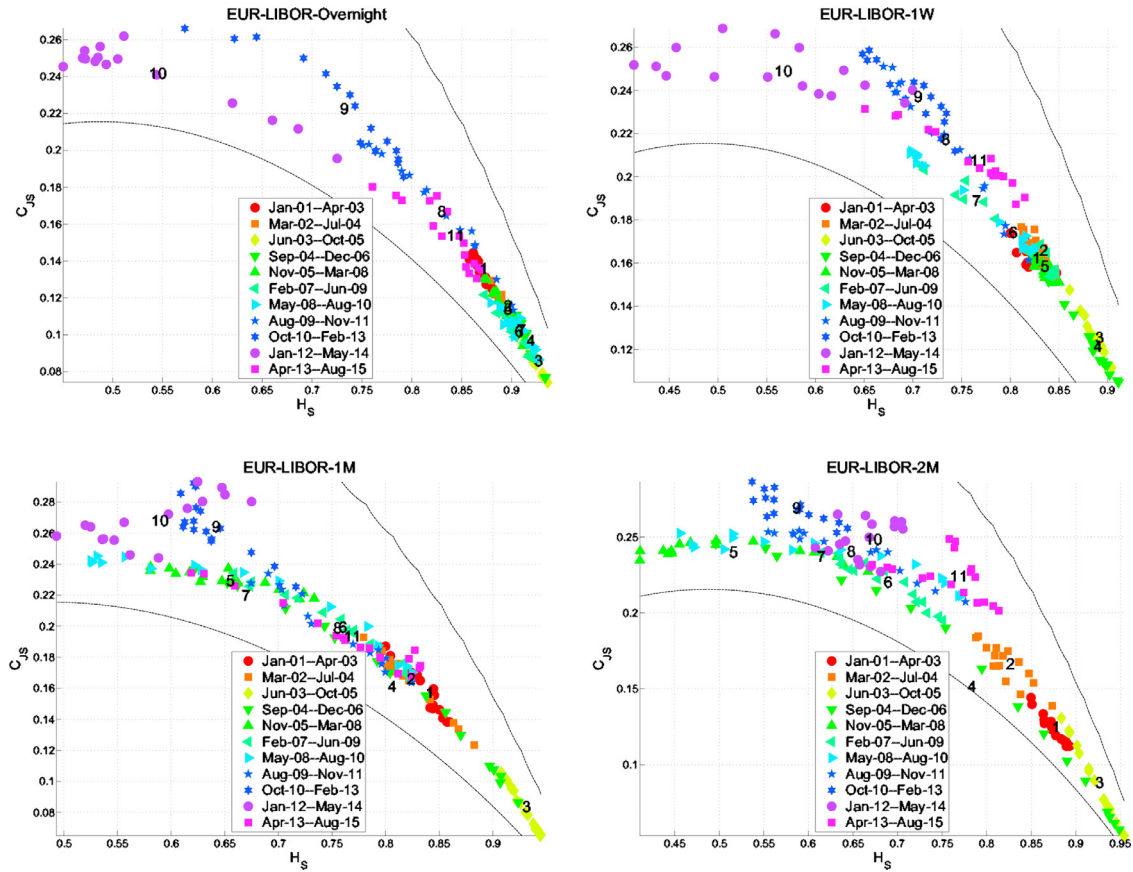 EUR-LIBOR-Overnight
0.26
0.24
0.22
0.2
0.18
0.16
0.14
0.12
0.1
0.08
C_JS
10
9
8
1
2
6
7
4
3
Jan-01--Apr-03
Mar-02--Jul-04
Jun-03--Oct-05
Sep-04--Dec-06
Nov-05--Mar-08
Feb-07--Jun-09
May-08--Aug-10
Aug-09--Nov-11
Oct-10--Feb-13
Jan-12--May-14
Apr-13--Aug-15
0.5 0.55 0.6 0.65 0.7 0.75 0.8 0.85 0.9
H_S
EUR-LIBOR-1W
0.26
0.24
0.22
0.2
0.18
0.16
0.14
0.12
C_JS
10
9
8
11
7
6
2
1
5
3
4
Jan-01--Apr-03
Mar-02--Jul-04
Jun-03--Oct-05
Sep-04--Dec-06
Nov-05--Mar-08
Feb-07--Jun-09
May-08--Aug-10
Aug-09--Nov-11
Oct-10--Feb-13
Jan-12--May-14
Apr-13--Aug-15
0.45 0.5 0.55 0.6 0.65 0.7 0.75 0.8 0.85 0.9
H_S
EUR-LIBOR-1M
0.28
0.26
0.24
0.22
0.2
0.18
0.16
0.14
0.12
0.1
0.08
C_JS
10
9
5
7
8 6
11
4
2
1
3
Jan-01--Apr-03
Mar-02--Jul-04
Jun-03--Oct-05
Sep-04--Dec-06
Nov-05--Mar-08
Feb-07--Jun-09
May-08--Aug-10
Aug-09--Nov-11
Oct-10--Feb-13
Jan-12--May-14
Apr-13--Aug-15
0.5 0.55 0.6 0.65 0.7 0.75 0.8 0.85 0.9
H_S
EUR-LIBOR-2M
0.25
0.2
0.15
0.1
C_JS
9
10
5
7
8
6
11
2
4
1
3
Jan-01--Apr-03
Mar-02--Jul-04
Jun-03--Oct-05
Sep-04--Dec-06
Nov-05--Mar-08
Feb-07--Jun-09
May-08--Aug-10
Aug-09--Nov-11
Oct-10--Feb-13
Jan-12--May-14
Apr-13--Aug-15
0.45 0.5 0.55 0.6 0.65 0.7 0.75 0.8 0.85 0.9 0.95
H_S